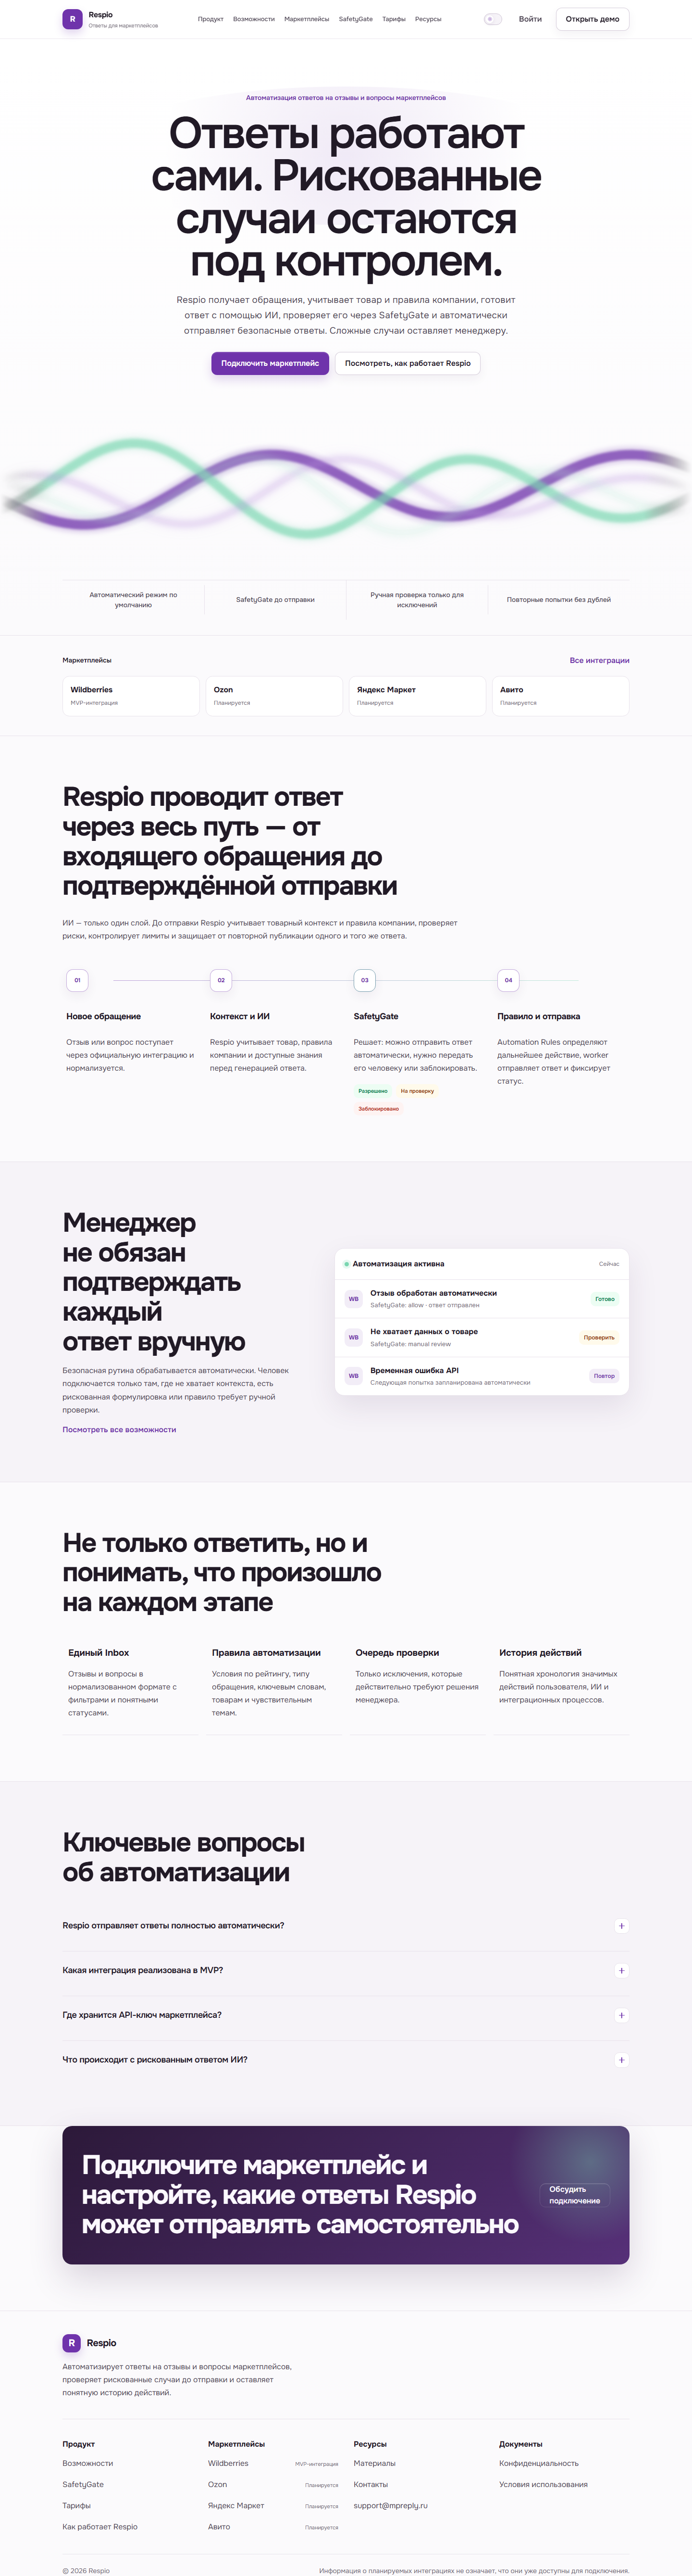 R
Respio
Ответы для маркетплейсов
Продукт
Возможности
Маркетплейсы
SafetyGate
Тарифы
Ресурсы
Войти
Открыть демо
Автоматизация ответов на отзывы и вопросы маркетплейсов
Ответы работают
сами. Рискованные
случаи остаются
под контролем.
Respio получает обращения, учитывает товар и правила компании, готовит
ответ с помощью ИИ, проверяет его через SafetyGate и автоматически
отправляет безопасные ответы. Сложные случаи оставляет менеджеру.
Подключить маркетплейс
Посмотреть, как работает Respio
Автоматический режим по
умолчанию
SafetyGate до отправки
Ручная проверка только для
исключений
Повторные попытки без дублей
Маркетплейсы
Все интеграции
Wildberries
MVP-интеграция
Ozon
Планируется
Яндекс Маркет
Планируется
Авито
Планируется
Respio проводит ответ
через весь путь — от
входящего обращения до
подтверждённой отправки
ИИ — только один слой. До отправки Respio учитывает товарный контекст и правила компании, проверяет
риски, контролирует лимиты и защищает от повторной публикации одного и того же ответа.
01
Новое обращение
Отзыв или вопрос поступает
через официальную интеграцию и
нормализуется.
02
Контекст и ИИ
Respio учитывает товар, правила
компании и доступные знания
перед генерацией ответа.
03
SafetyGate
Решает: можно отправить ответ
автоматически, нужно передать
его человеку или заблокировать.
Разрешено
На проверку
Заблокировано
04
Правило и отправка
Automation Rules определяют
дальнейшее действие, worker
отправляет ответ и фиксирует
статус.
Менеджер
не обязан
подтверждать
каждый
ответ вручную
Безопасная рутина обрабатывается автоматически. Человек
подключается только там, где не хватает контекста, есть
рискованная формулировка или правило требует ручной
проверки.
Посмотреть все возможности
Автоматизация активна
Сейчас
WB
Отзыв обработан автоматически
SafetyGate: allow · ответ отправлен
Готово
WB
Не хватает данных о товаре
SafetyGate: manual review
Проверить
WB
Временная ошибка API
Следующая попытка запланирована автоматически
Повтор
Не только ответить, но и
понимать, что произошло
на каждом этапе
Единый Inbox
Отзывы и вопросы в
нормализованном формате с
фильтрами и понятными
статусами.
Правила автоматизации
Условия по рейтингу, типу
обращения, ключевым словам,
товарам и чувствительным
темам.
Очередь проверки
Только исключения, которые
действительно требуют решения
менеджера.
История действий
Понятная хронология значимых
действий пользователя, ИИ и
интеграционных процессов.
Ключевые вопросы
об автоматизации
Respio отправляет ответы полностью автоматически?
Какая интеграция реализована в MVP?
Где хранится API-ключ маркетплейса?
Что происходит с рискованным ответом ИИ?
Подключите маркетплейс и
настройте, какие ответы Respio
может отправлять самостоятельно
Обсудить
подключение
R
Respio
Автоматизирует ответы на отзывы и вопросы маркетплейсов,
проверяет рискованные случаи до отправки и оставляет
понятную историю действий.
Продукт
Возможности
SafetyGate
Тарифы
Как работает Respio
Маркетплейсы
Wildberries
MVP-интеграция
Ozon
Планируется
Яндекс Маркет
Планируется
Авито
Планируется
Ресурсы
Материалы
Контакты
support@mpreply.ru
Документы
Конфиденциальность
Условия использования
© 2026 Respio
Информация о планируемых интеграциях не означает, что они уже доступны для подключения.